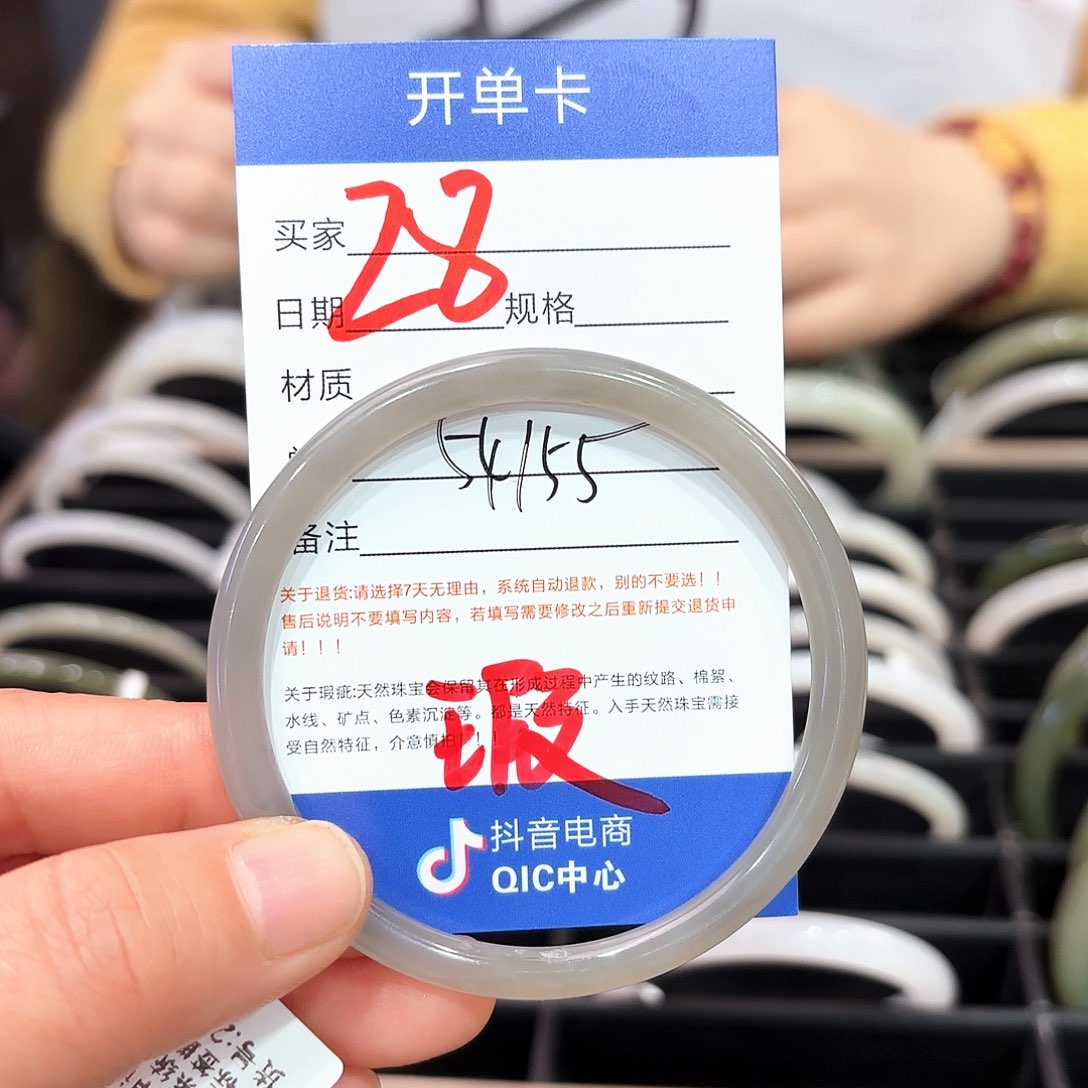 开单卡
买家
28
日期 规格
材质
54/55
备注
关于退货:请选择7天无理由，系统自动退款，别的不要选！！
售后说明不要填写内容，若填写需要修改之后重新提交退货申
请！！！
关于瑕疵:天然珠宝会保留其在形成过程中产生的纹路、棉絮、
水线、矿点、色素沉淀等。都是天然特征。入手天然珠宝需接
受自然特征，介意慎拍！！！
瑕
抖音电商
QIC中心